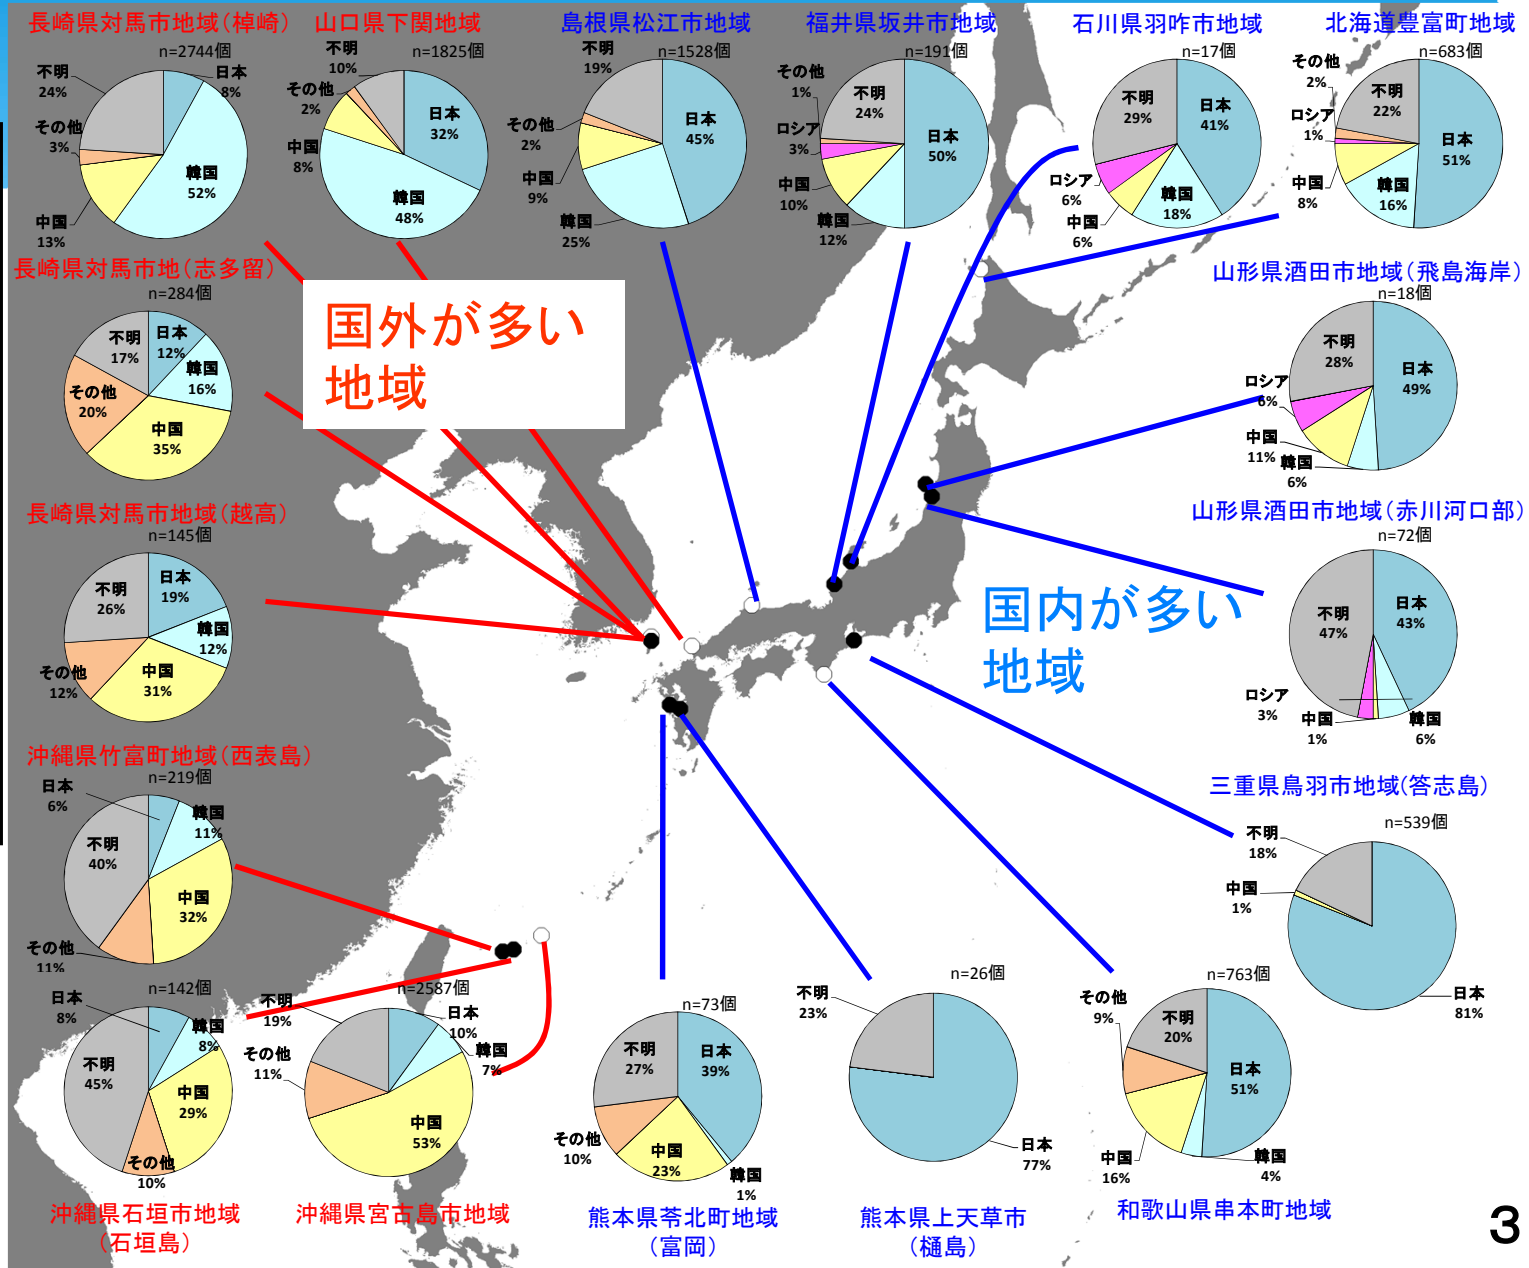 長崎県対馬市地域(棹崎)
n=2744個
不明
24%
日本
8%
その他
3%
韓国
52%
中国
13%
山口県下関地域
n=1825個
不明
10%
その他
2%
日本
32%
中国
8%
韓国
48%
島根県松江市地域
n=1528個
不明
19%
日本
45%
その他
2%
中国
9%
韓国
25%
福井県坂井市地域
n=191個
その他
1%
不明
24%
ロシア
3%
日本
50%
中国
10%
韓国
12%
石川県羽咋市地域
n=17個
不明
29%
日本
41%
ロシア
6%
中国
6%
韓国
18%
北海道豊富町地域
n=683個
その他
2%
不明
22%
ロシア
1%
日本
51%
中国
8%
韓国
16%
長崎県対馬市地(志多留)
n=284個
不明
17%
日本
12%
韓国
16%
その他
20%
中国
35%
国外が多い
地域
山形県酒田市地域(飛島海岸)
n=18個
不明
28%
日本
49%
ロシア
6%
中国
11%
韓国
6%
長崎県対馬市地域(越高)
n=145個
不明
26%
日本
19%
韓国
12%
その他
12%
中国
31%
山形県酒田市地域(赤川河口部)
n=72個
不明
47%
日本
43%
ロシア
3%
中国
1%
韓国
6%
国内が多い
地域
沖縄県竹富町地域(西表島)
n=219個
日本
6%
韓国
11%
不明
40%
中国
32%
その他
11%
三重県鳥羽市地域(答志島)
n=539個
不明
18%
中国
1%
日本
81%
n=142個
日本
8%
韓国
8%
不明
45%
中国
29%
その他
10%
沖縄県石垣市地域
(石垣島)
n=2587個
不明
19%
日本
10%
韓国
7%
その他
11%
中国
53%
沖縄県宮古島市地域
n=73個
不明
27%
日本
39%
その他
10%
中国
23%
韓国
1%
熊本県苓北町地域
(富岡)
n=26個
不明
23%
日本
77%
熊本県上天草市
(樋島)
n=763個
その他
9%
不明
20%
日本
51%
中国
16%
韓国
4%
和歌山県串本町地域
3